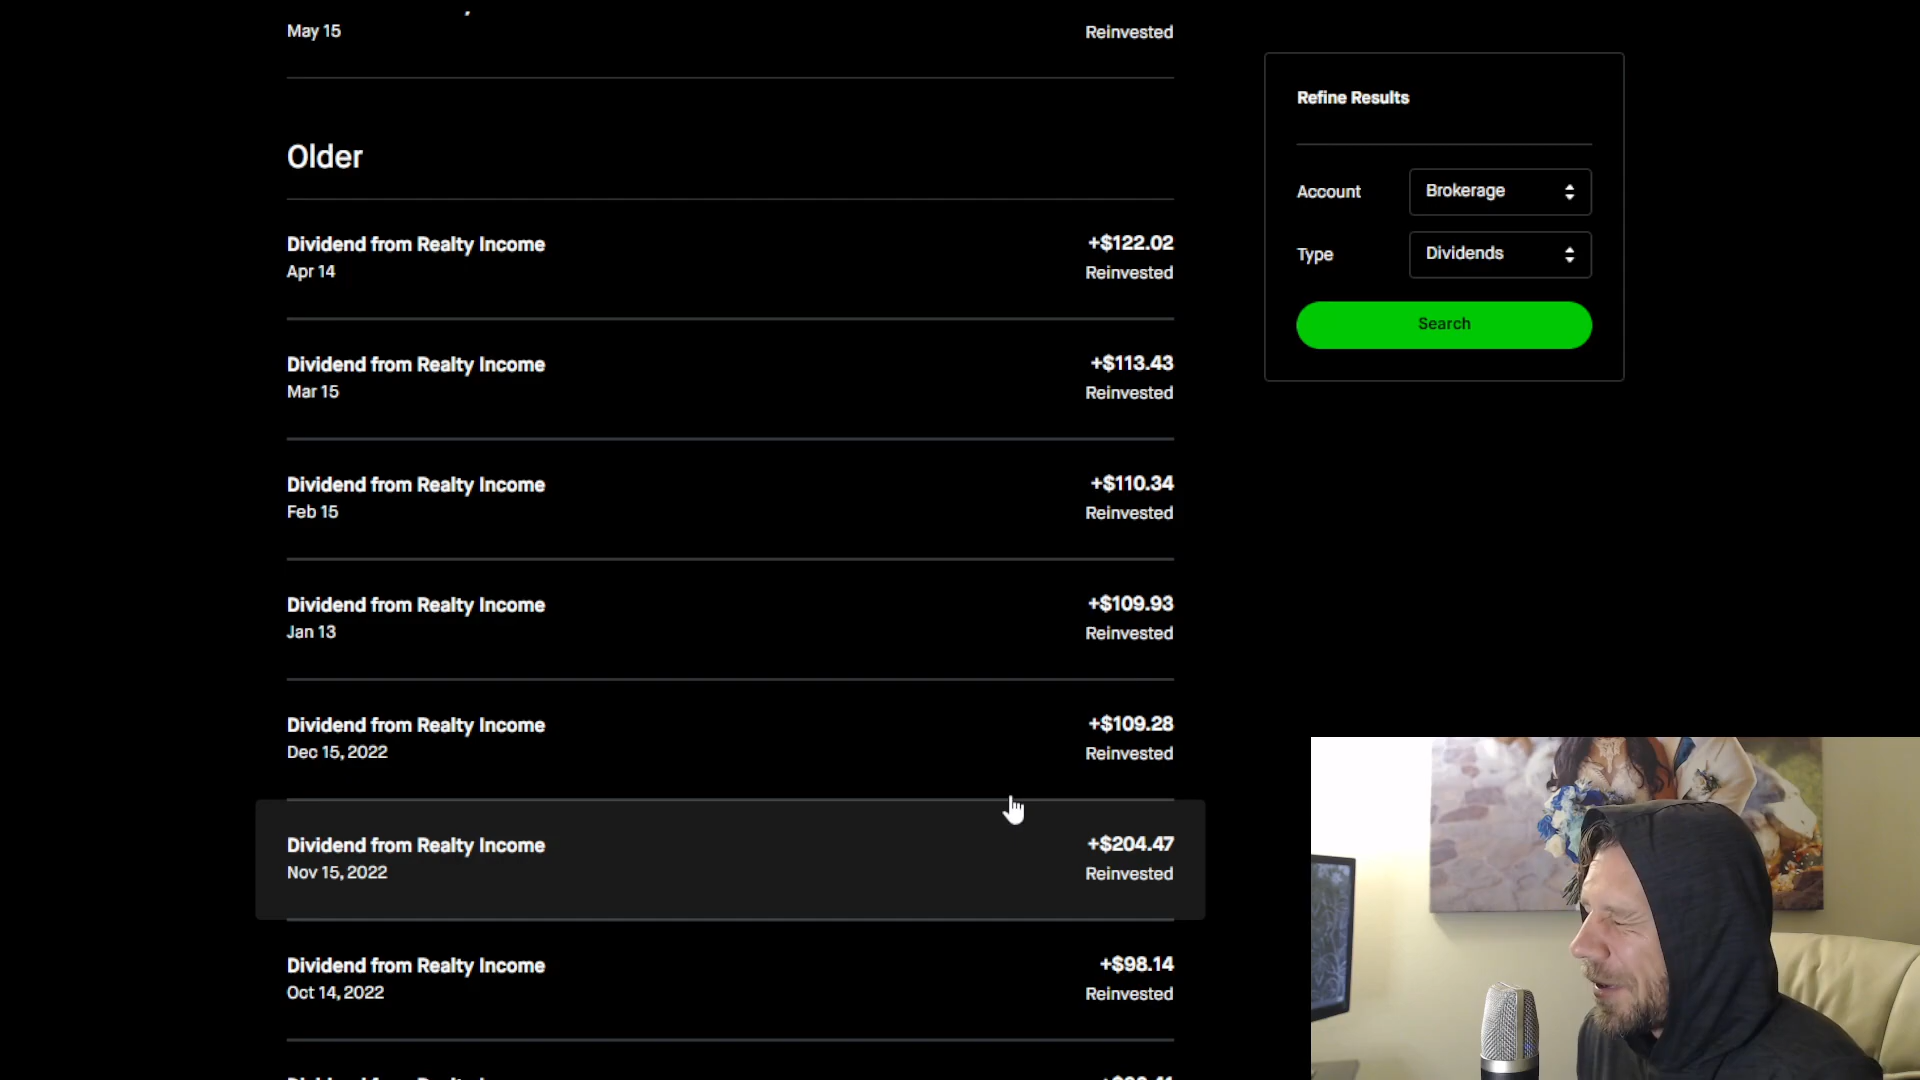 May 15
Reinvested
Older
Dividend from Realty Income
+$122.02
Apr 14
Reinvested
Dividend from Realty Income
+$113.43
Mar 15
Reinvested
Dividend from Realty Income
+$110.34
Feb 15
Reinvested
Dividend from Realty Income
+$109.93
Jan 13
Reinvested
Dividend from Realty Income
+$109.28
Dec 15, 2022
Reinvested
Dividend from Realty Income
+$204.47
Nov 15, 2022
Reinvested
Dividend from Realty Income
+$98.14
Oct 14, 2022
Reinvested
Refine Results
Account
Brokerage
Type
Dividends
Search